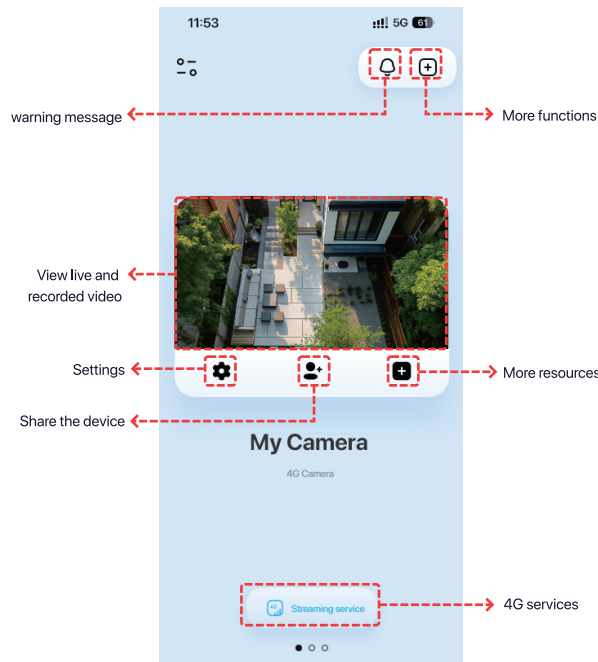 11:53
5G 61
warning message
More functions
View live and
recorded video
Settings
More resources
Share the device
My Camera
4G Camera
4G
Streaming service
4G services